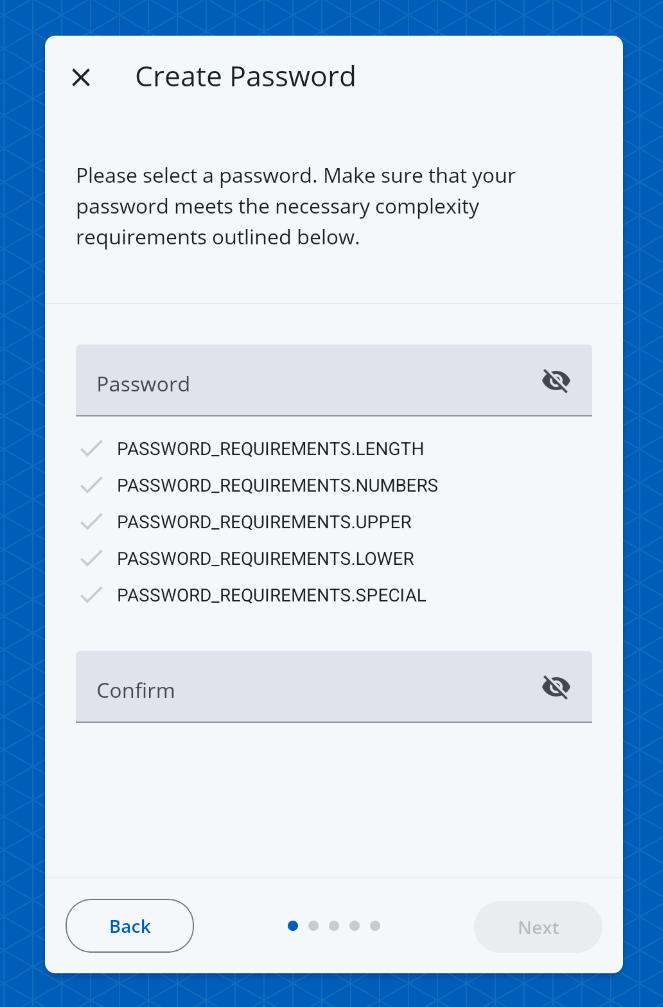 Create Password
Please select a password. Make sure that your
password meets the necessary complexity
requirements outlined below.
Password
PASSWORD_REQUIREMENTS.LENGTH
PASSWORD_REQUIREMENTS.NUMBERS
PASSWORD_REQUIREMENTS.UPPER
PASSWORD_REQUIREMENTS.LOWER
PASSWORD_REQUIREMENTS.SPECIAL
Confirm
Back
Next